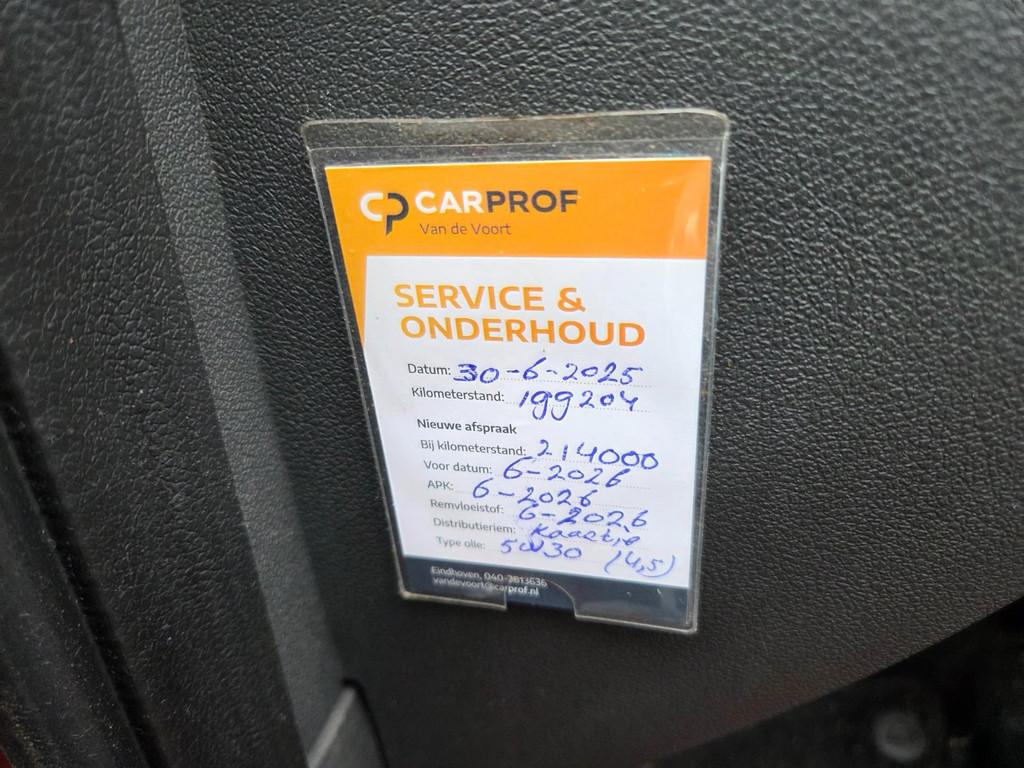 CP CARPROF
Van de Voort
SERVICE &
ONDERHOUD
Datum: 30-6-2025
Kilometerstand: 199204
Nieuwe afspraak
Bij kilometerstand: 214000
Voor datum: 6-2026
APK: 6-2026
Remvloeistof: 6-2026
Distributieriem: Kaartje
Type olie: 5W30 (4,5)
Eindhoven, 040-2813636
vandevoort@carprof.nl